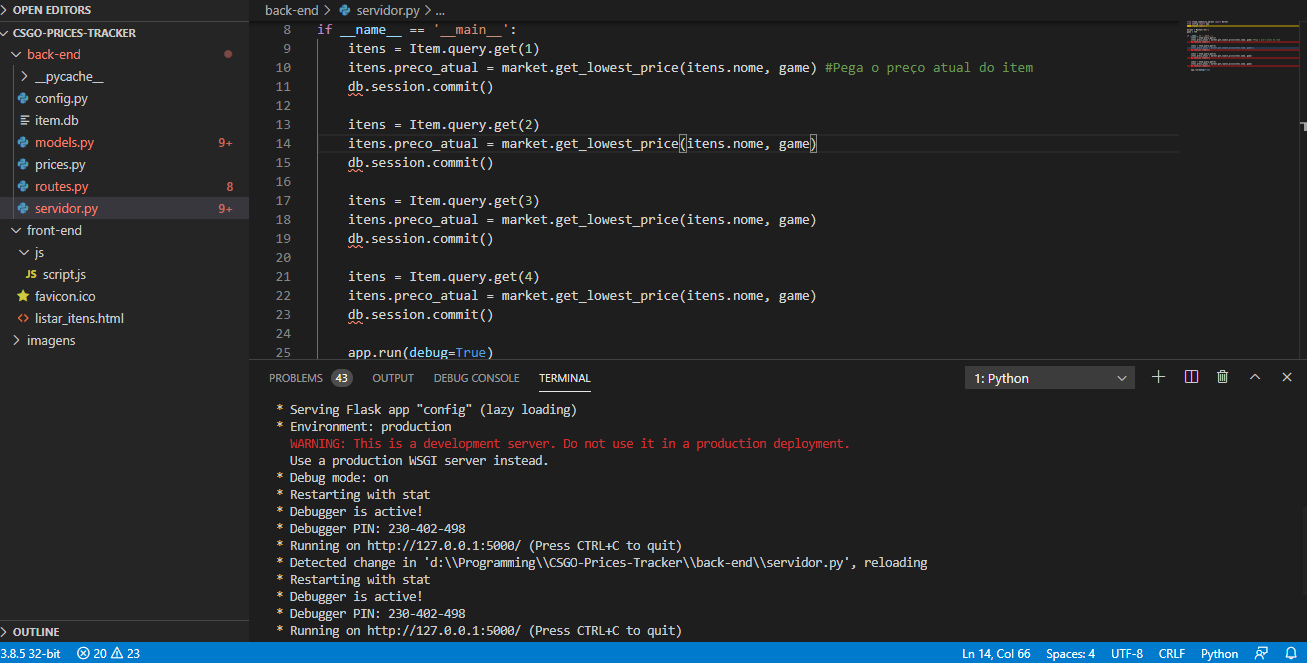 OPEN EDITORS
CSGO-PRICES-TRACKER
back-end
__pycache__
config.py
item.db
models.py 9+
prices.py
routes.py 8
servidor.py 9+
front-end
js
JS script.js
favicon.ico
<> listar_itens.html
imagens
OUTLINE
back-end > servidor.py > ...
8 if __name__ == '__main__':
9 itens = Item.query.get(1)
10 itens.preco_atual = market.get_lowest_price(itens.nome, game) #Pega o preço atual do item
11 db.session.commit()
12
13 itens = Item.query.get(2)
14 itens.preco_atual = market.get_lowest_price(itens.nome, game)
15 db.session.commit()
16
17 itens = Item.query.get(3)
18 itens.preco_atual = market.get_lowest_price(itens.nome, game)
19 db.session.commit()
20
21 itens = Item.query.get(4)
22 itens.preco_atual = market.get_lowest_price(itens.nome, game)
23 db.session.commit()
24
25 app.run(debug=True)
PROBLEMS 43 OUTPUT DEBUG CONSOLE TERMINAL 1: Python
* Serving Flask app "config" (lazy loading)
* Environment: production
WARNING: This is a development server. Do not use it in a production deployment.
Use a production WSGI server instead.
* Debug mode: on
* Restarting with stat
* Debugger is active!
* Debugger PIN: 230-402-498
* Running on http://127.0.0.1:5000/ (Press CTRL+C to quit)
* Detected change in 'd:\\Programming\\CSGO-Prices-Tracker\\back-end\\servidor.py', reloading
* Restarting with stat
* Debugger is active!
* Debugger PIN: 230-402-498
* Running on http://127.0.0.1:5000/ (Press CTRL+C to quit)
3.8.5 32-bit 20 23 Ln 14, Col 66 Spaces: 4 UTF-8 CRLF Python